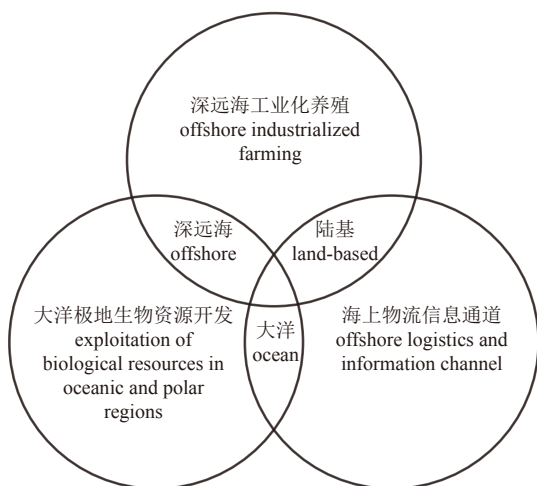 深远海工业化养殖
offshore industrialized
farming
深远海
offshore
陆基
land-based
大洋极地生物资源开发
exploitation of
biological resources in
oceanic and polar
regions
大洋
ocean
海上物流信息通道
offshore logistics and
information channel